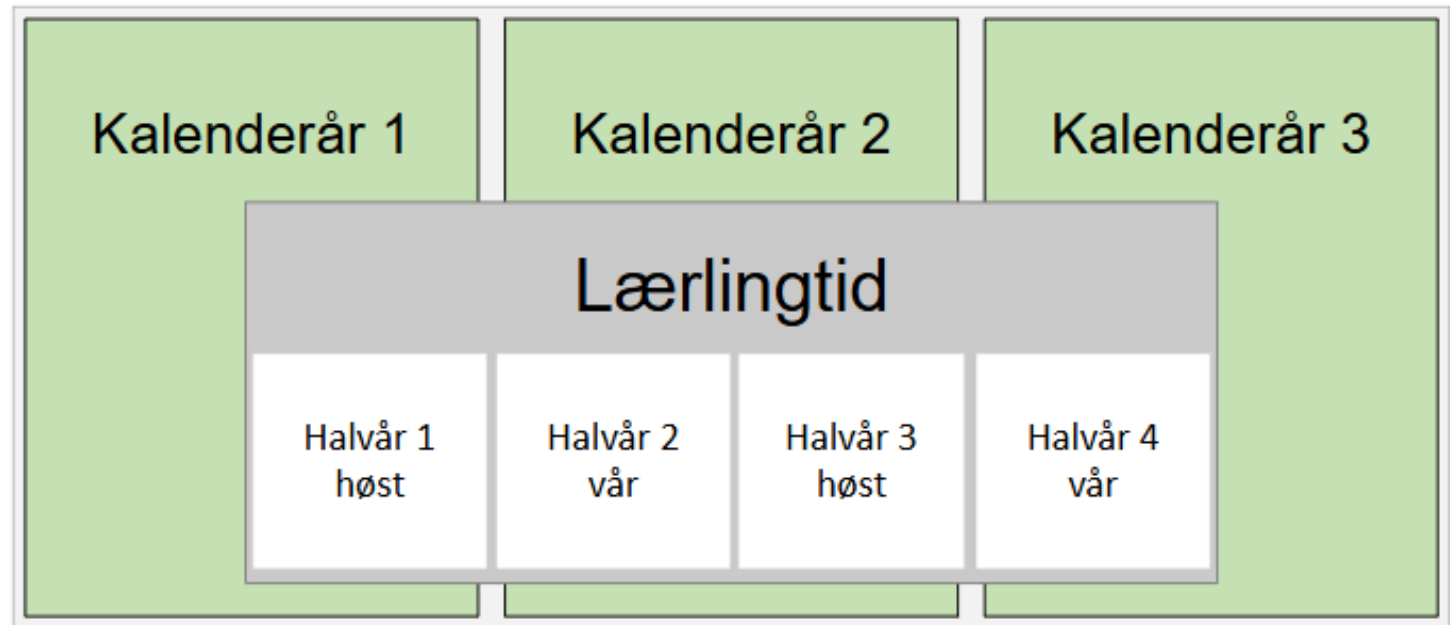 Kalenderår 1
Kalenderår 2
Kalenderår 3
Lærlingtid
Halvår 1
høst
Halvår 2
vår
Halvår 3
høst
Halvår 4
vår